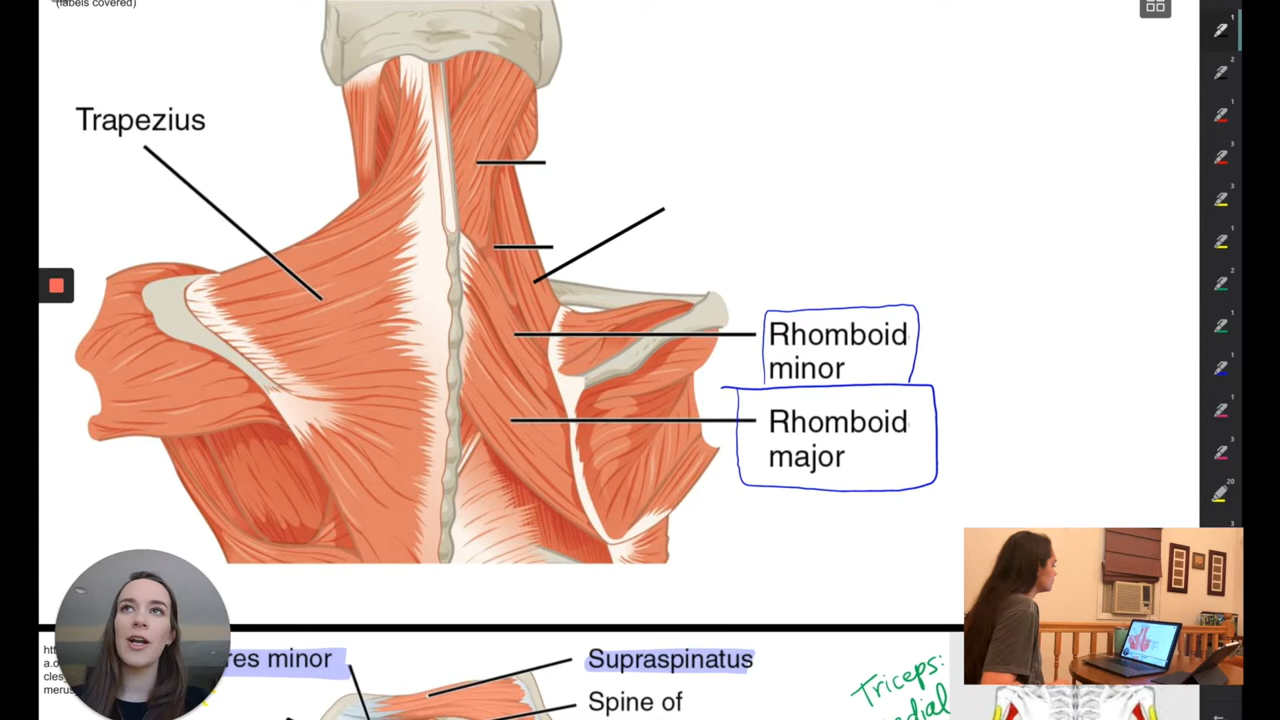 (labels covered)
Trapezius
Rhomboid
minor
Rhomboid
major
res minor
Supraspinatus
Spine of
Triceps: